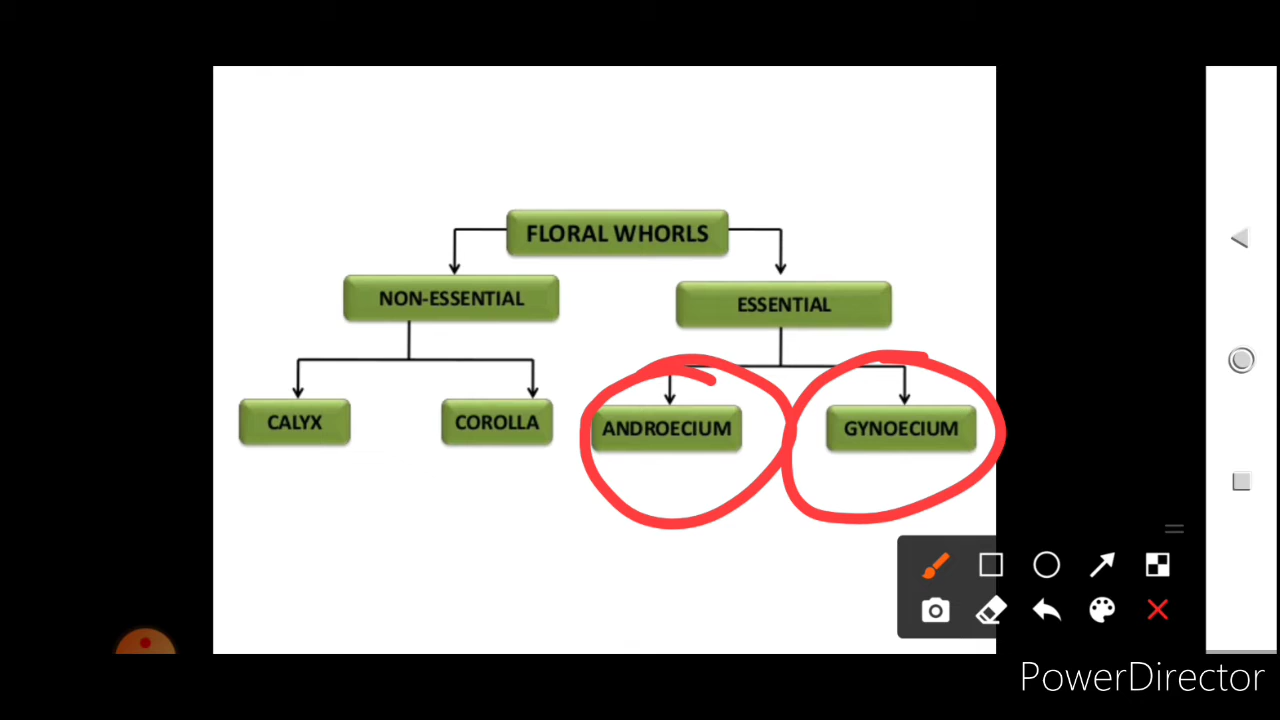 FLORAL WHORLS
NON-ESSENTIAL
ESSENTIAL
CALYX
COROLLA
ANDROECIUM
GYNOECIUM
PowerDirector